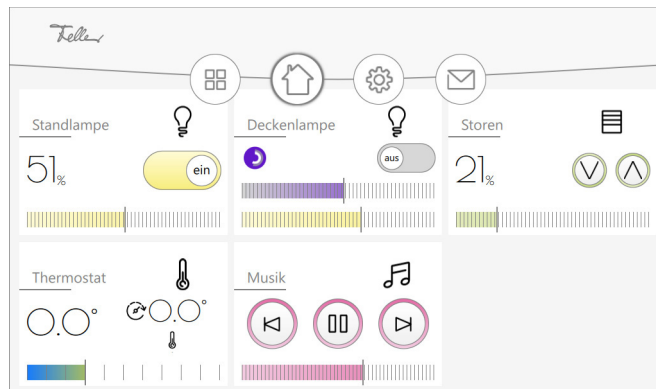 Feller
Standlampe
51%
ein
Deckenlampe
aus
Storen
21%
Thermostat
0.0°
0.0°
Musik